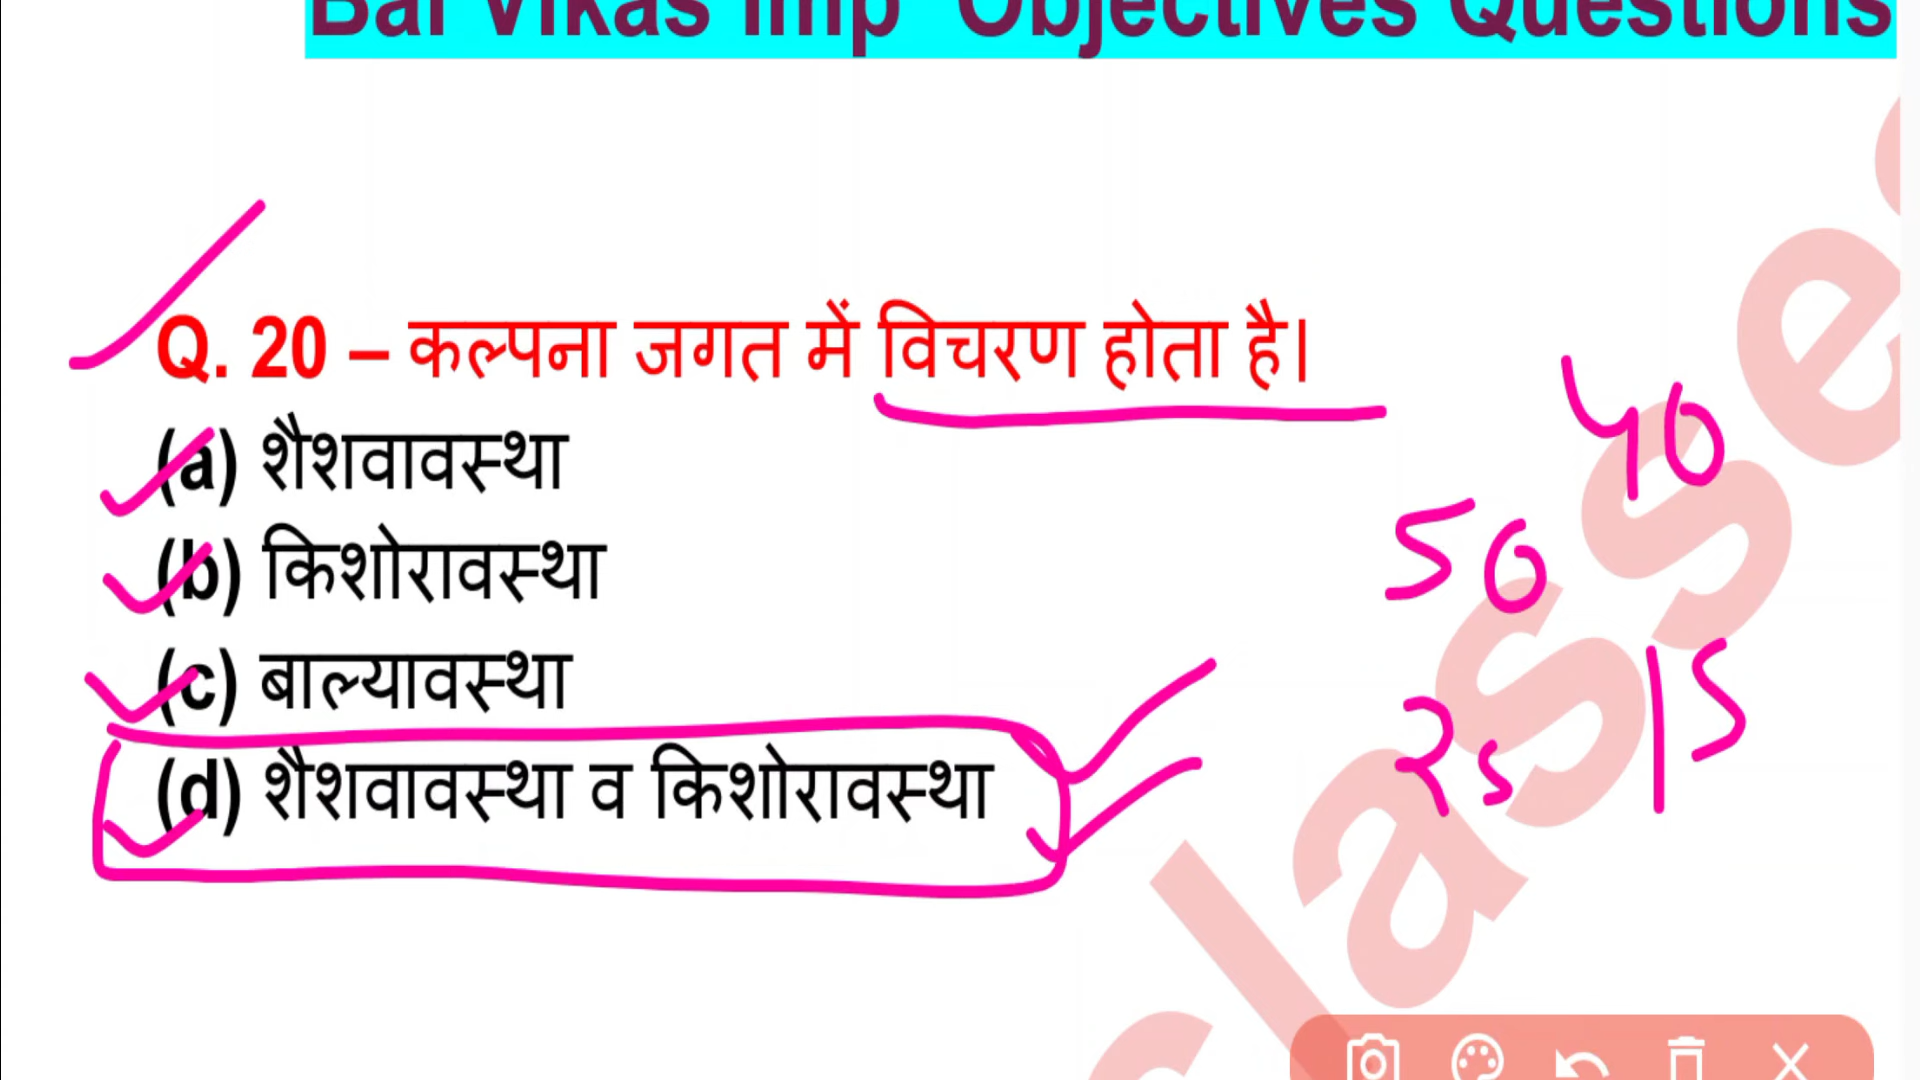 Bal Vikas Imp Objectives Questions
Q. 20 – कल्पना जगत में विचरण होता है।
(a) शैशवावस्था
(b) किशोरावस्था
(c) बाल्यावस्था
(d) शैशवावस्था व किशोरावस्था
40
50
25 15
classes